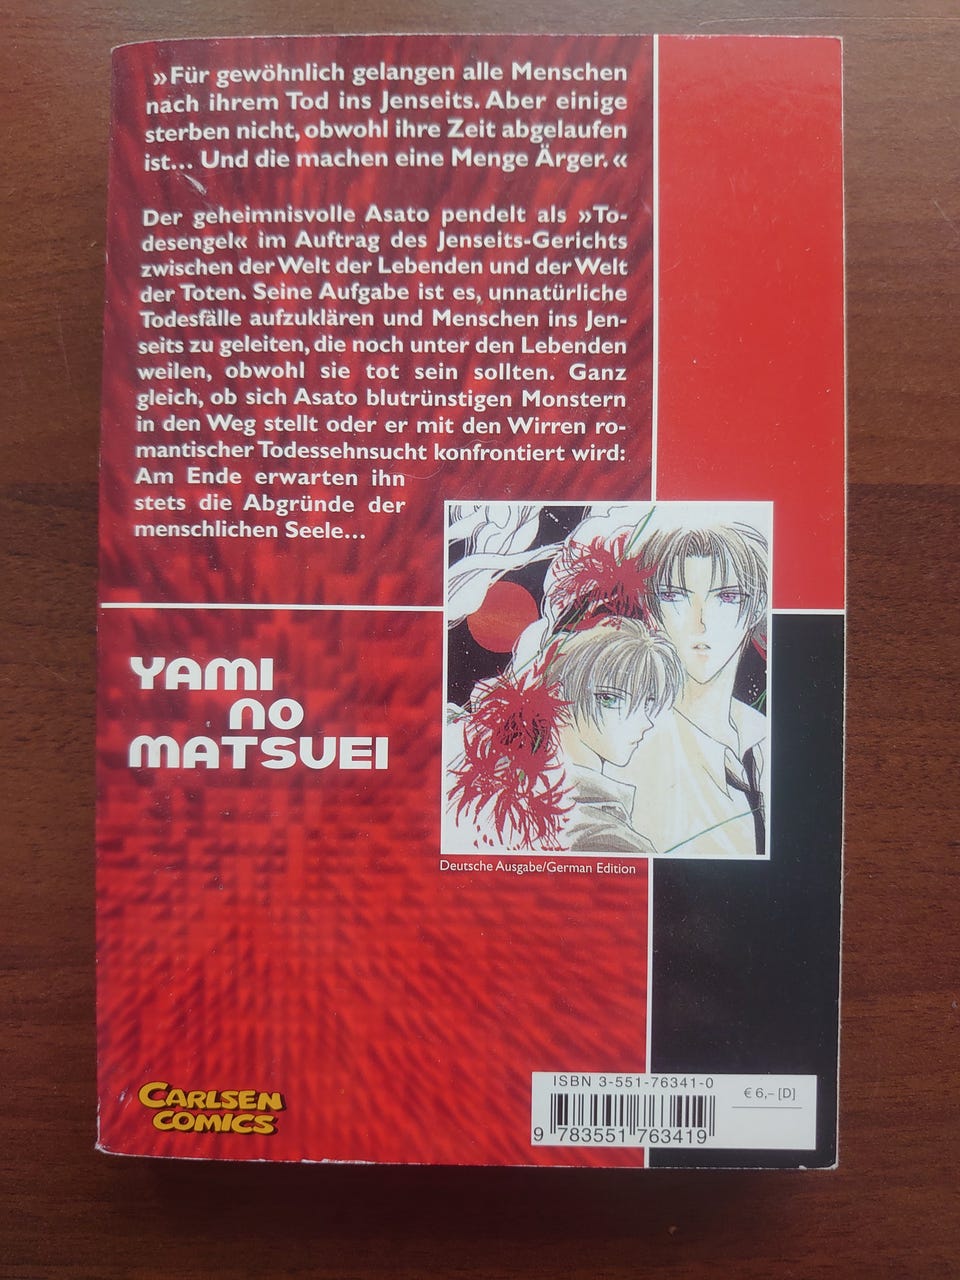 »Für gewöhnlich gelangen alle Menschen
nach ihrem Tod ins Jenseits. Aber einige
sterben nicht, obwohl ihre Zeit abgelaufen
ist... Und die machen eine Menge Ärger.«
Der geheimnisvolle Asato pendelt als »To-
desengel« im Auftrag des Jenseits-Gerichts
zwischen der Welt der Lebenden und der Welt
der Toten. Seine Aufgabe ist es, unnatürliche
Todesfälle aufzuklären und Menschen ins Jen-
seits zu geleiten, die noch unter den Lebenden
weilen, obwohl sie tot sein sollten. Ganz
gleich, ob sich Asato blutrünstigen Monstern
in den Weg stellt oder er mit den Wirren ro-
mantischer Todessehnsucht konfrontiert wird:
Am Ende erwarten ihn
stets die Abgründe der
menschlichen Seele...
YAMI
NO
MATSUEI
Deutsche Ausgabe/German Edition
CARLSEN
COMICS
ISBN 3-551-76341-0
€ 6,– [D]
9 783551 763419